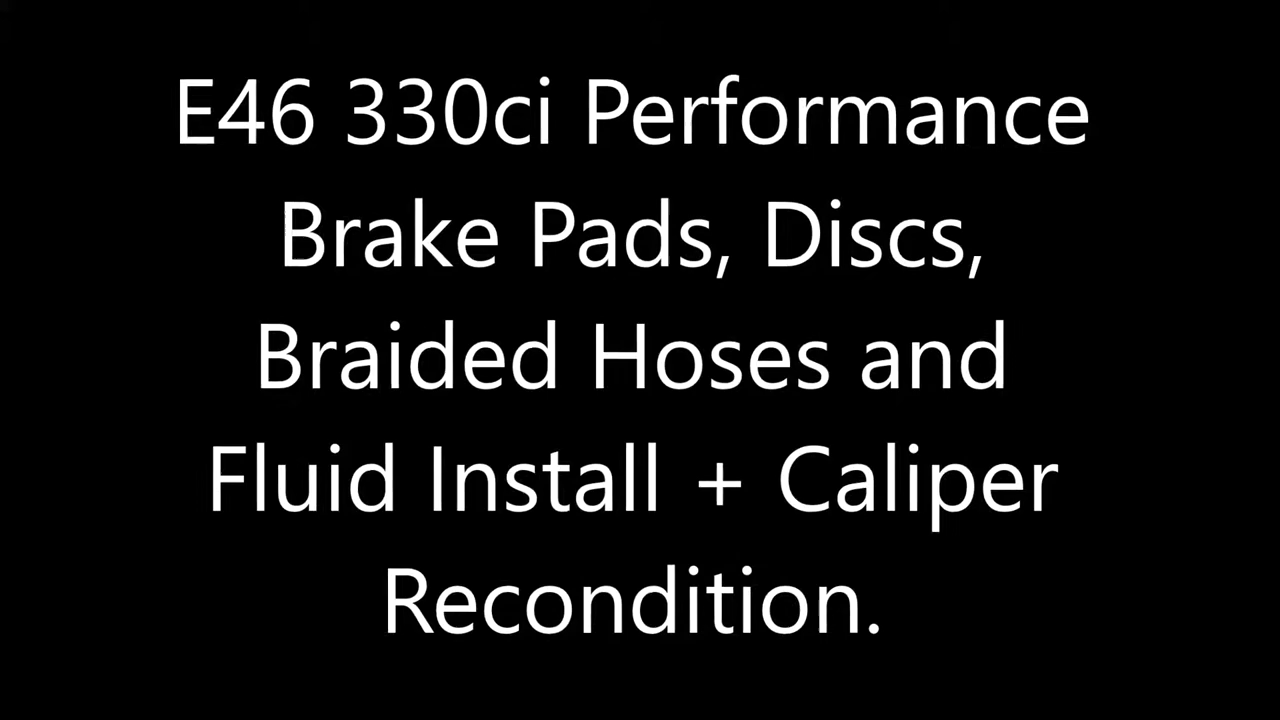 E46 330ci Performance
Brake Pads, Discs,
Braided Hoses and
Fluid Install + Caliper
Recondition.